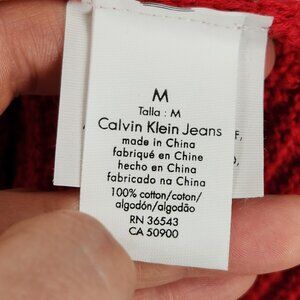 M
Talla : M
Calvin Klein Jeans
made in China
fabriqué en Chine
hecho en China
fabricado na China
100% cotton/coton/
algodón/algodão
RN 36543
CA 50900